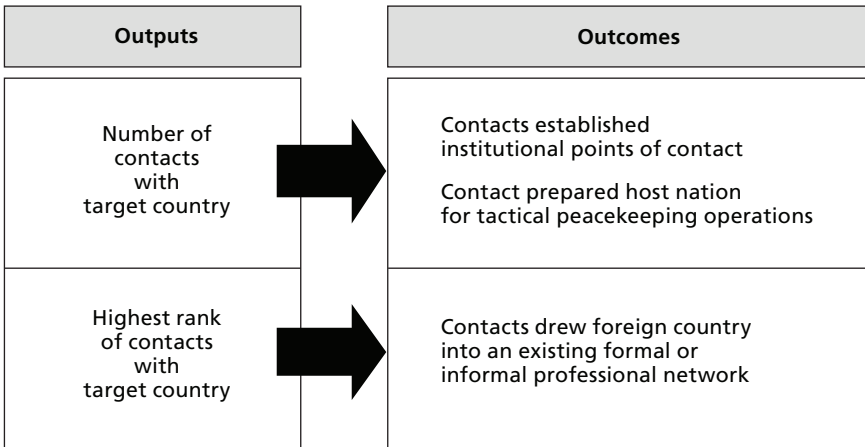 Outputs
Outcomes
Number of
contacts
with
target country
Contacts established
institutional points of contact
Contact prepared host nation
for tactical peacekeeping operations
Highest rank
of contacts
with
target country
Contacts drew foreign country
into an existing formal or
informal professional network